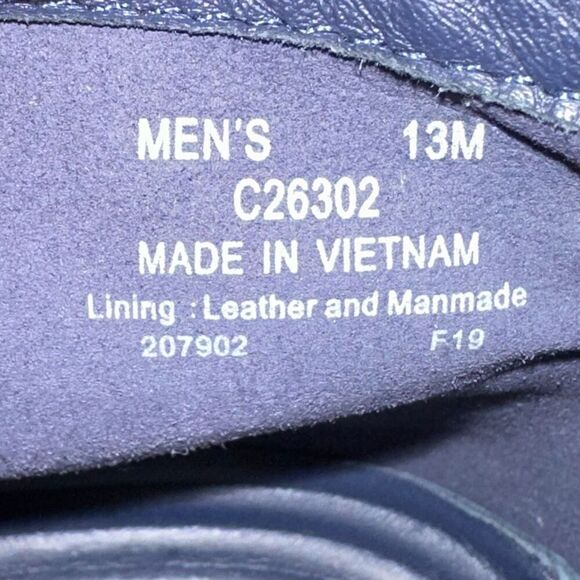 MEN'S 13M
C26302
MADE IN VIETNAM
Lining : Leather and Manmade
207902 F19